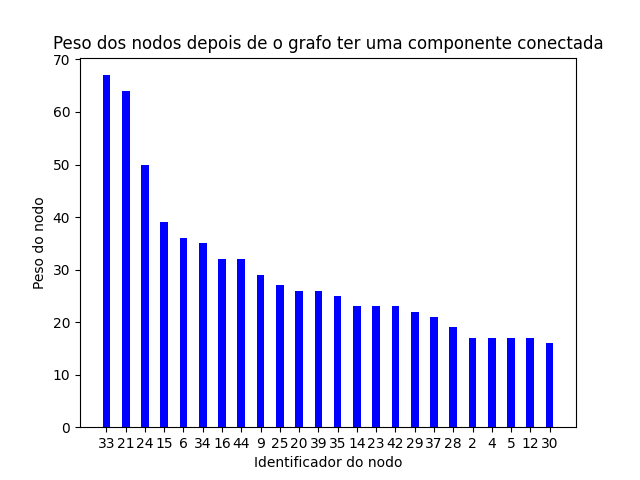 Peso dos nodos depois de o grafo ter uma componente conectada
70
60
50
40
30
20
10
0
Peso do nodo
33 21 24 15 6 34 16 44 9 25 20 39 35 14 23 42 29 37 28 2 4 5 12 30
Identificador do nodo